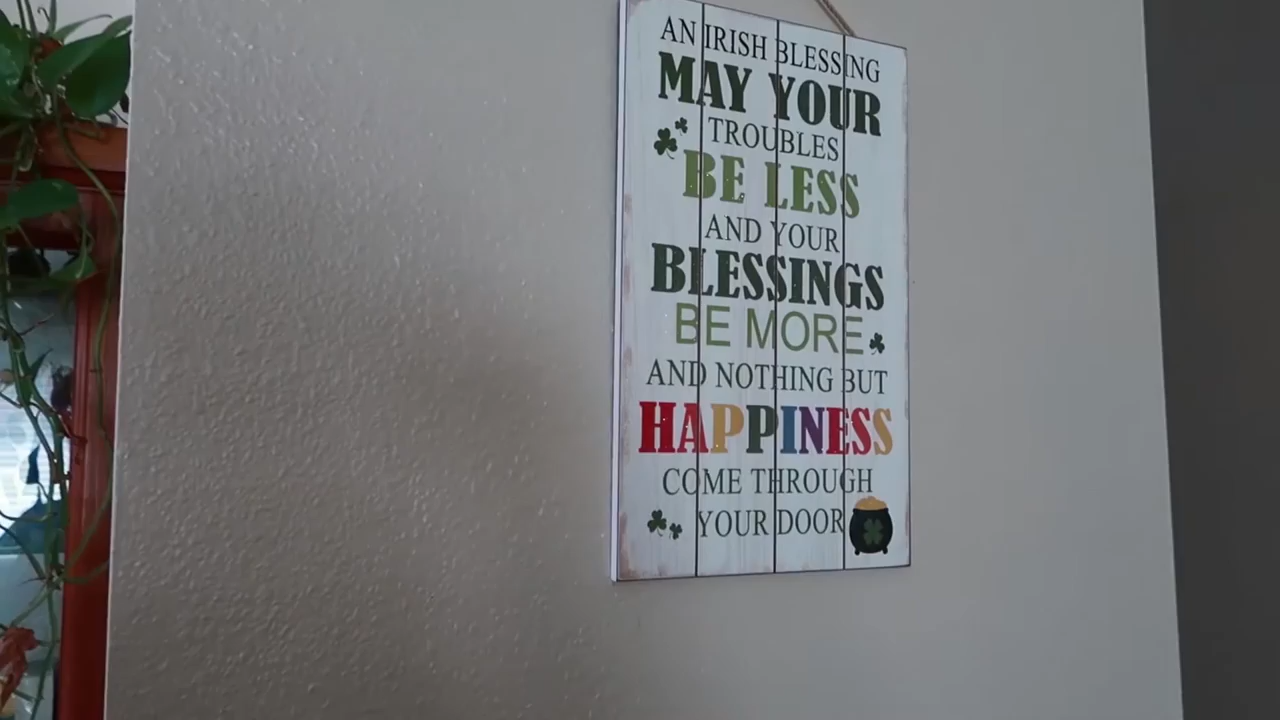 AN IRISH BLESSING
MAY YOUR
TROUBLES
BE LESS
AND YOUR
BLESSINGS
BE MORE
AND NOTHING BUT
HAPPINESS
COME THROUGH
YOUR DOOR